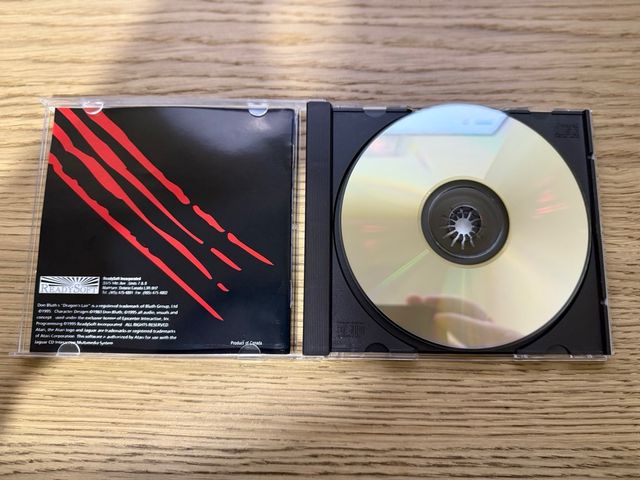 READYSOFT
ReadySoft Incorporated
Don Bluth's "Dragon's Lair" is a registered trademark of Bluth Group, Ltd
©1995 Character Design ©1983 Don Bluth, ©1995 all audio, visuals and
concept used under the exclusive license of Epicenter Interactive, Inc
Programming ©1995 ReadySoft Incorporated ALL RIGHTS RESERVED
Atari, the Atari logo and Jaguar are trademarks or registered trademarks
of Atari Corporation This software is authorized by Atari for use with the
Jaguar CD Interactive Multimedia System
Product of Canada